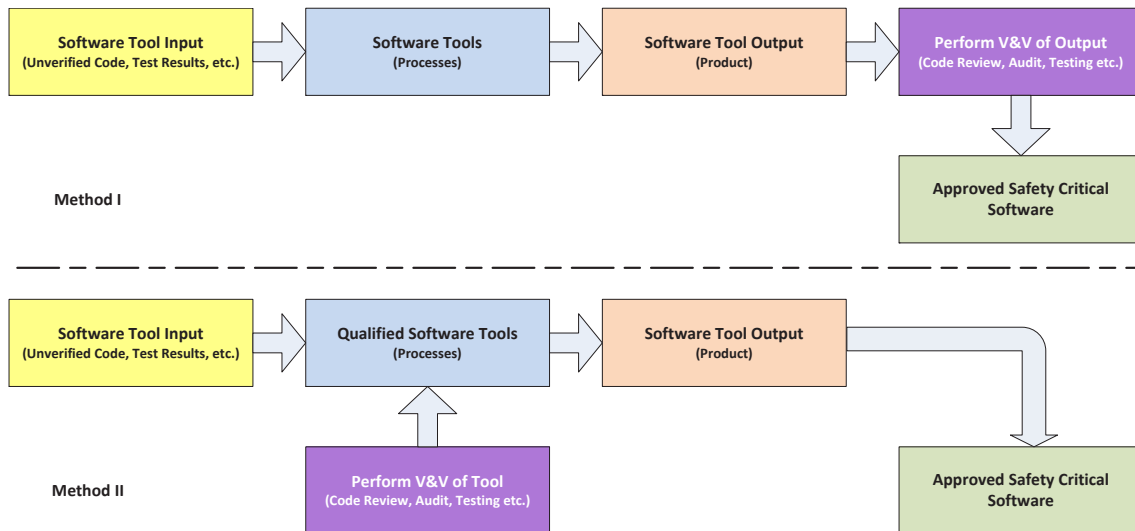 Software Tool Input
(Unverified Code, Test Results, etc.)
Software Tools
(Processes)
Software Tool Output
(Product)
Perform V&V of Output
(Code Review, Audit, Testing etc.)
Method I
Approved Safety Critical
Software
Software Tool Input
(Unverified Code, Test Results, etc.)
Qualified Software Tools
(Processes)
Software Tool Output
(Product)
Method II
Perform V&V of Tool
(Code Review, Audit, Testing etc.)
Approved Safety Critical
Software